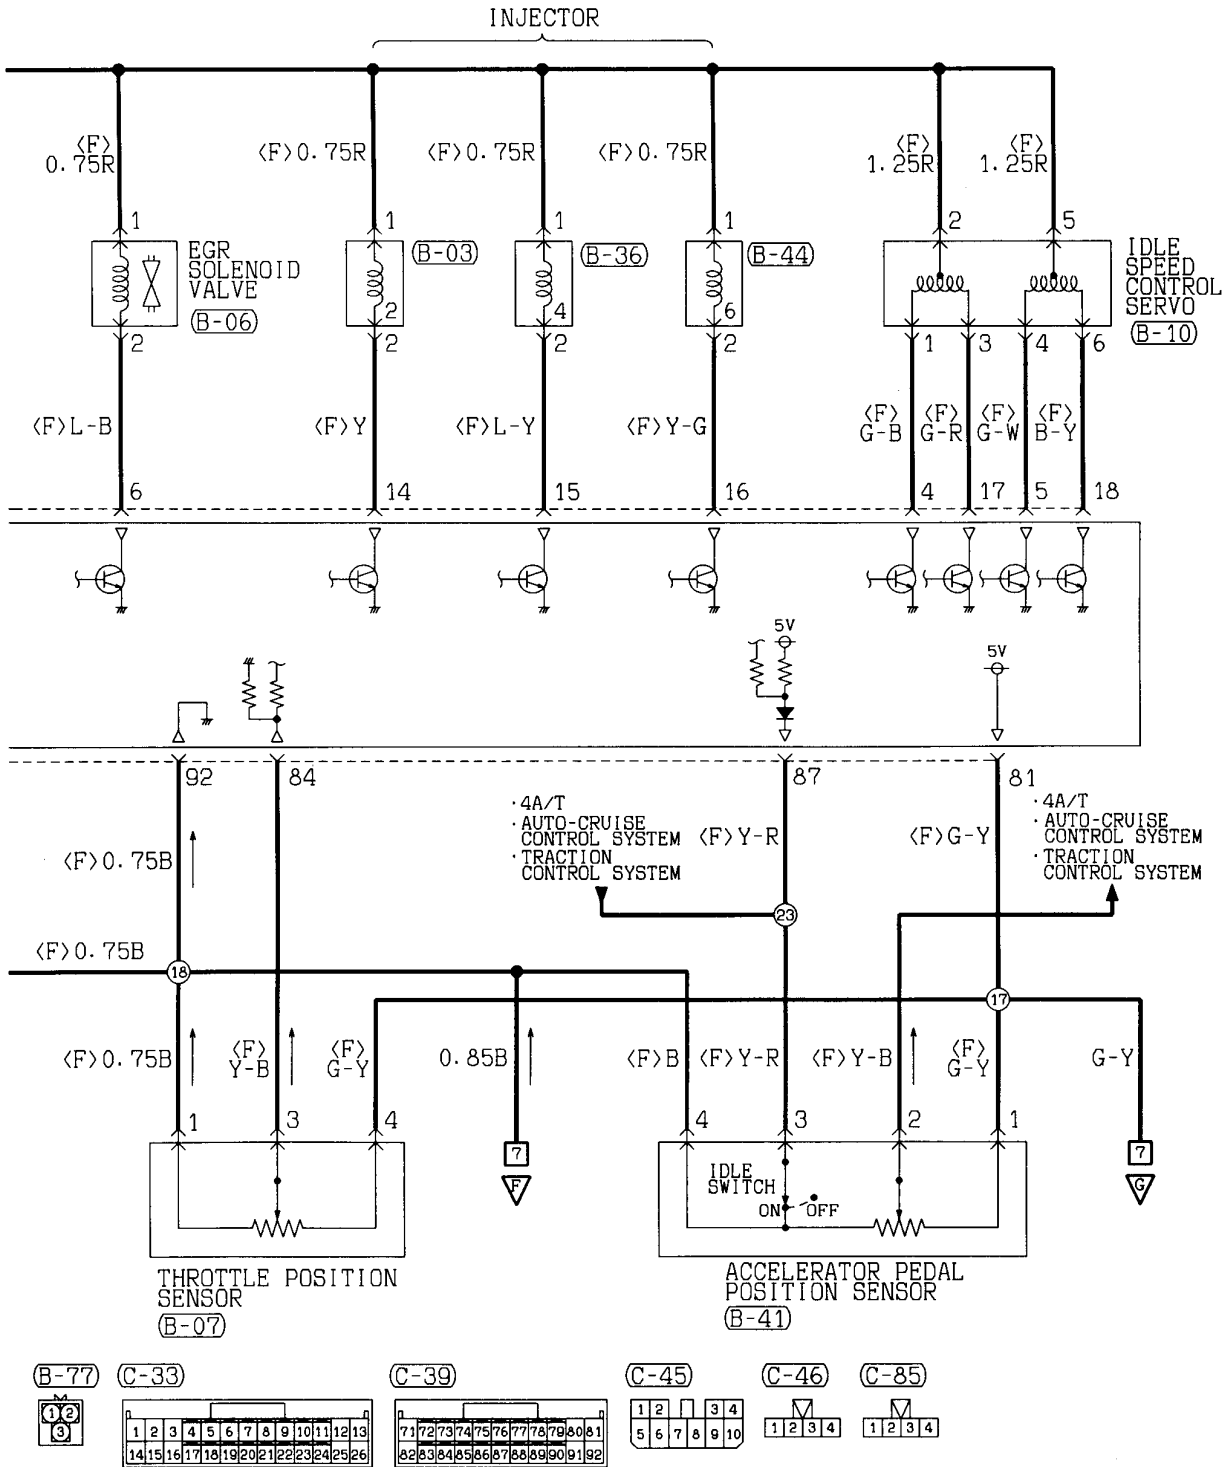 INJECTOR
⟨F⟩
0.75R
⟨F⟩0.75R
⟨F⟩0.75R
⟨F⟩0.75R
⟨F⟩
1.25R
⟨F⟩
1.25R
1
1
1
1
2
5
EGR
SOLENOID
VALVE
B-06
B-03
B-36
B-44
IDLE
SPEED
CONTROL
SERVO
B-10
2
4
6
2
2
2
2
1
3
4
6
⟨F⟩L-B
⟨F⟩Y
⟨F⟩L-Y
⟨F⟩Y-G
⟨F⟩
G-B
⟨F⟩
G-R
⟨F⟩
G-W
⟨F⟩
B-Y
6
14
15
16
4
17
5
18
5V
5V
92
84
87
81
·4A/T
·AUTO-CRUISE
CONTROL SYSTEM
·TRACTION
CONTROL SYSTEM
⟨F⟩Y-R
⟨F⟩G-Y
·4A/T
·AUTO-CRUISE
CONTROL SYSTEM
·TRACTION
CONTROL SYSTEM
⟨F⟩0.75B
23
⟨F⟩0.75B
18
17
⟨F⟩0.75B
⟨F⟩
Y-B
⟨F⟩
G-Y
0.85B
⟨F⟩B
⟨F⟩Y-R
⟨F⟩Y-B
⟨F⟩
G-Y
G-Y
1
3
4
4
3
2
1
7
7
F
G
IDLE
SWITCH
ON
OFF
THROTTLE POSITION
SENSOR
B-07
ACCELERATOR PEDAL
POSITION SENSOR
B-41
B-77
C-33
C-39
C-45
C-46
C-85
1 2
3
1 2 3 4 5 6 7 8 9 10 11 12 13
14 15 16 17 18 19 20 21 22 23 24 25 26
71 72 73 74 75 76 77 78 79 80 81
82 83 84 85 86 87 88 89 90 91 92
1 2 3 4
5 6 7 8 9 10
1 2 3 4
1 2 3 4